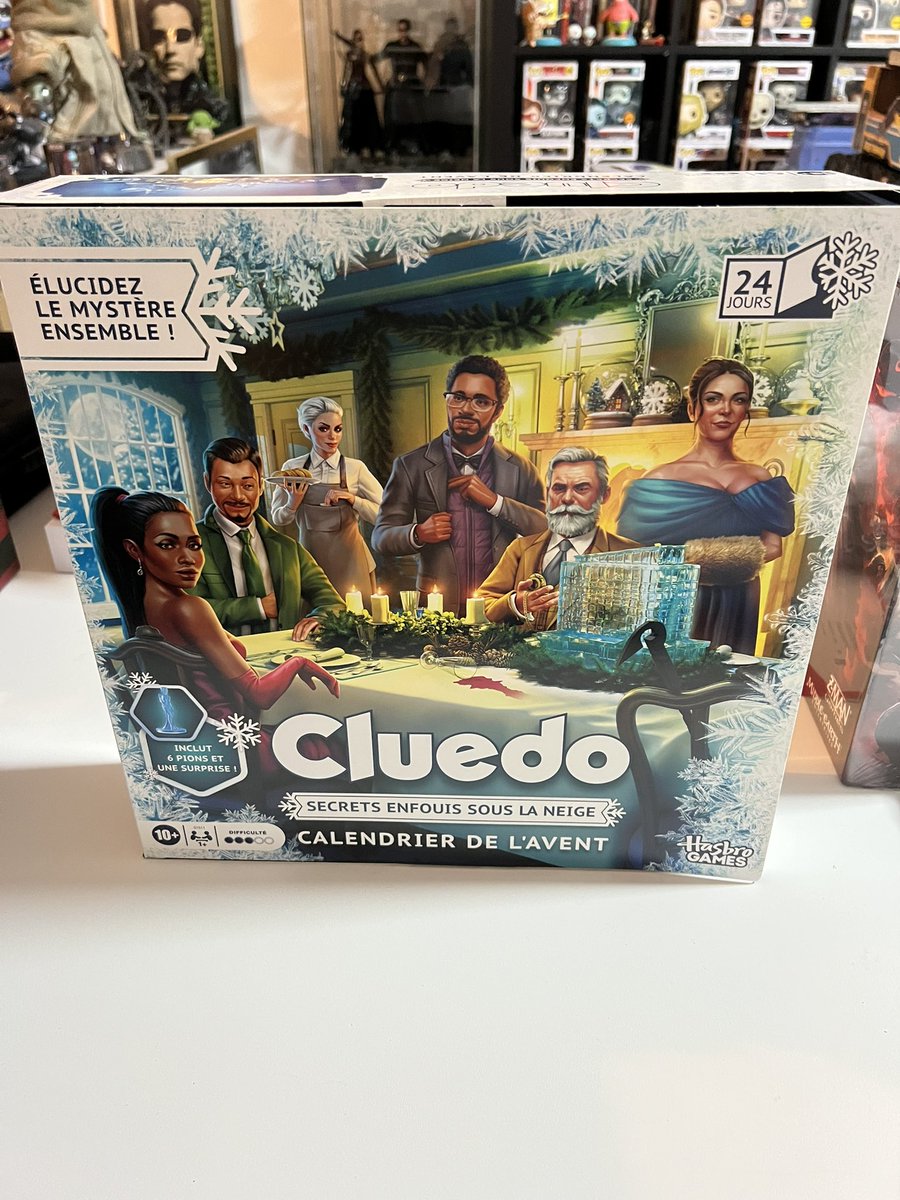 ÉLUCIDEZ
LE MYSTÈRE
ENSEMBLE !
24
JOURS
INCLUT
6 PIONS ET
UNE SURPRISE !
Cluedo
SECRETS ENFOUIS SOUS LA NEIGE
CALENDRIER DE L'AVENT
10+
1+
DIFFICULTÉ
Hasbro
GAMES